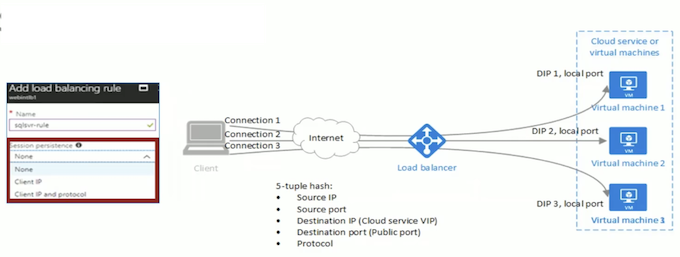 Add load balancing rule
webintlb1
* Name
sqlsvr-rule
Session persistence
None
None
Client IP
Client IP and protocol
Client
Connection 1
Connection 2
Connection 3
Internet
Load balancer
5-tuple hash:
• Source IP
• Source port
• Destination IP (Cloud service VIP)
• Destination port (Public port)
• Protocol
Cloud service or
virtual machines
DIP 1, local port
VM
Virtual machine 1
DIP 2, local port
VM
Virtual machine 2
DIP 3, local port
VM
Virtual machine 3